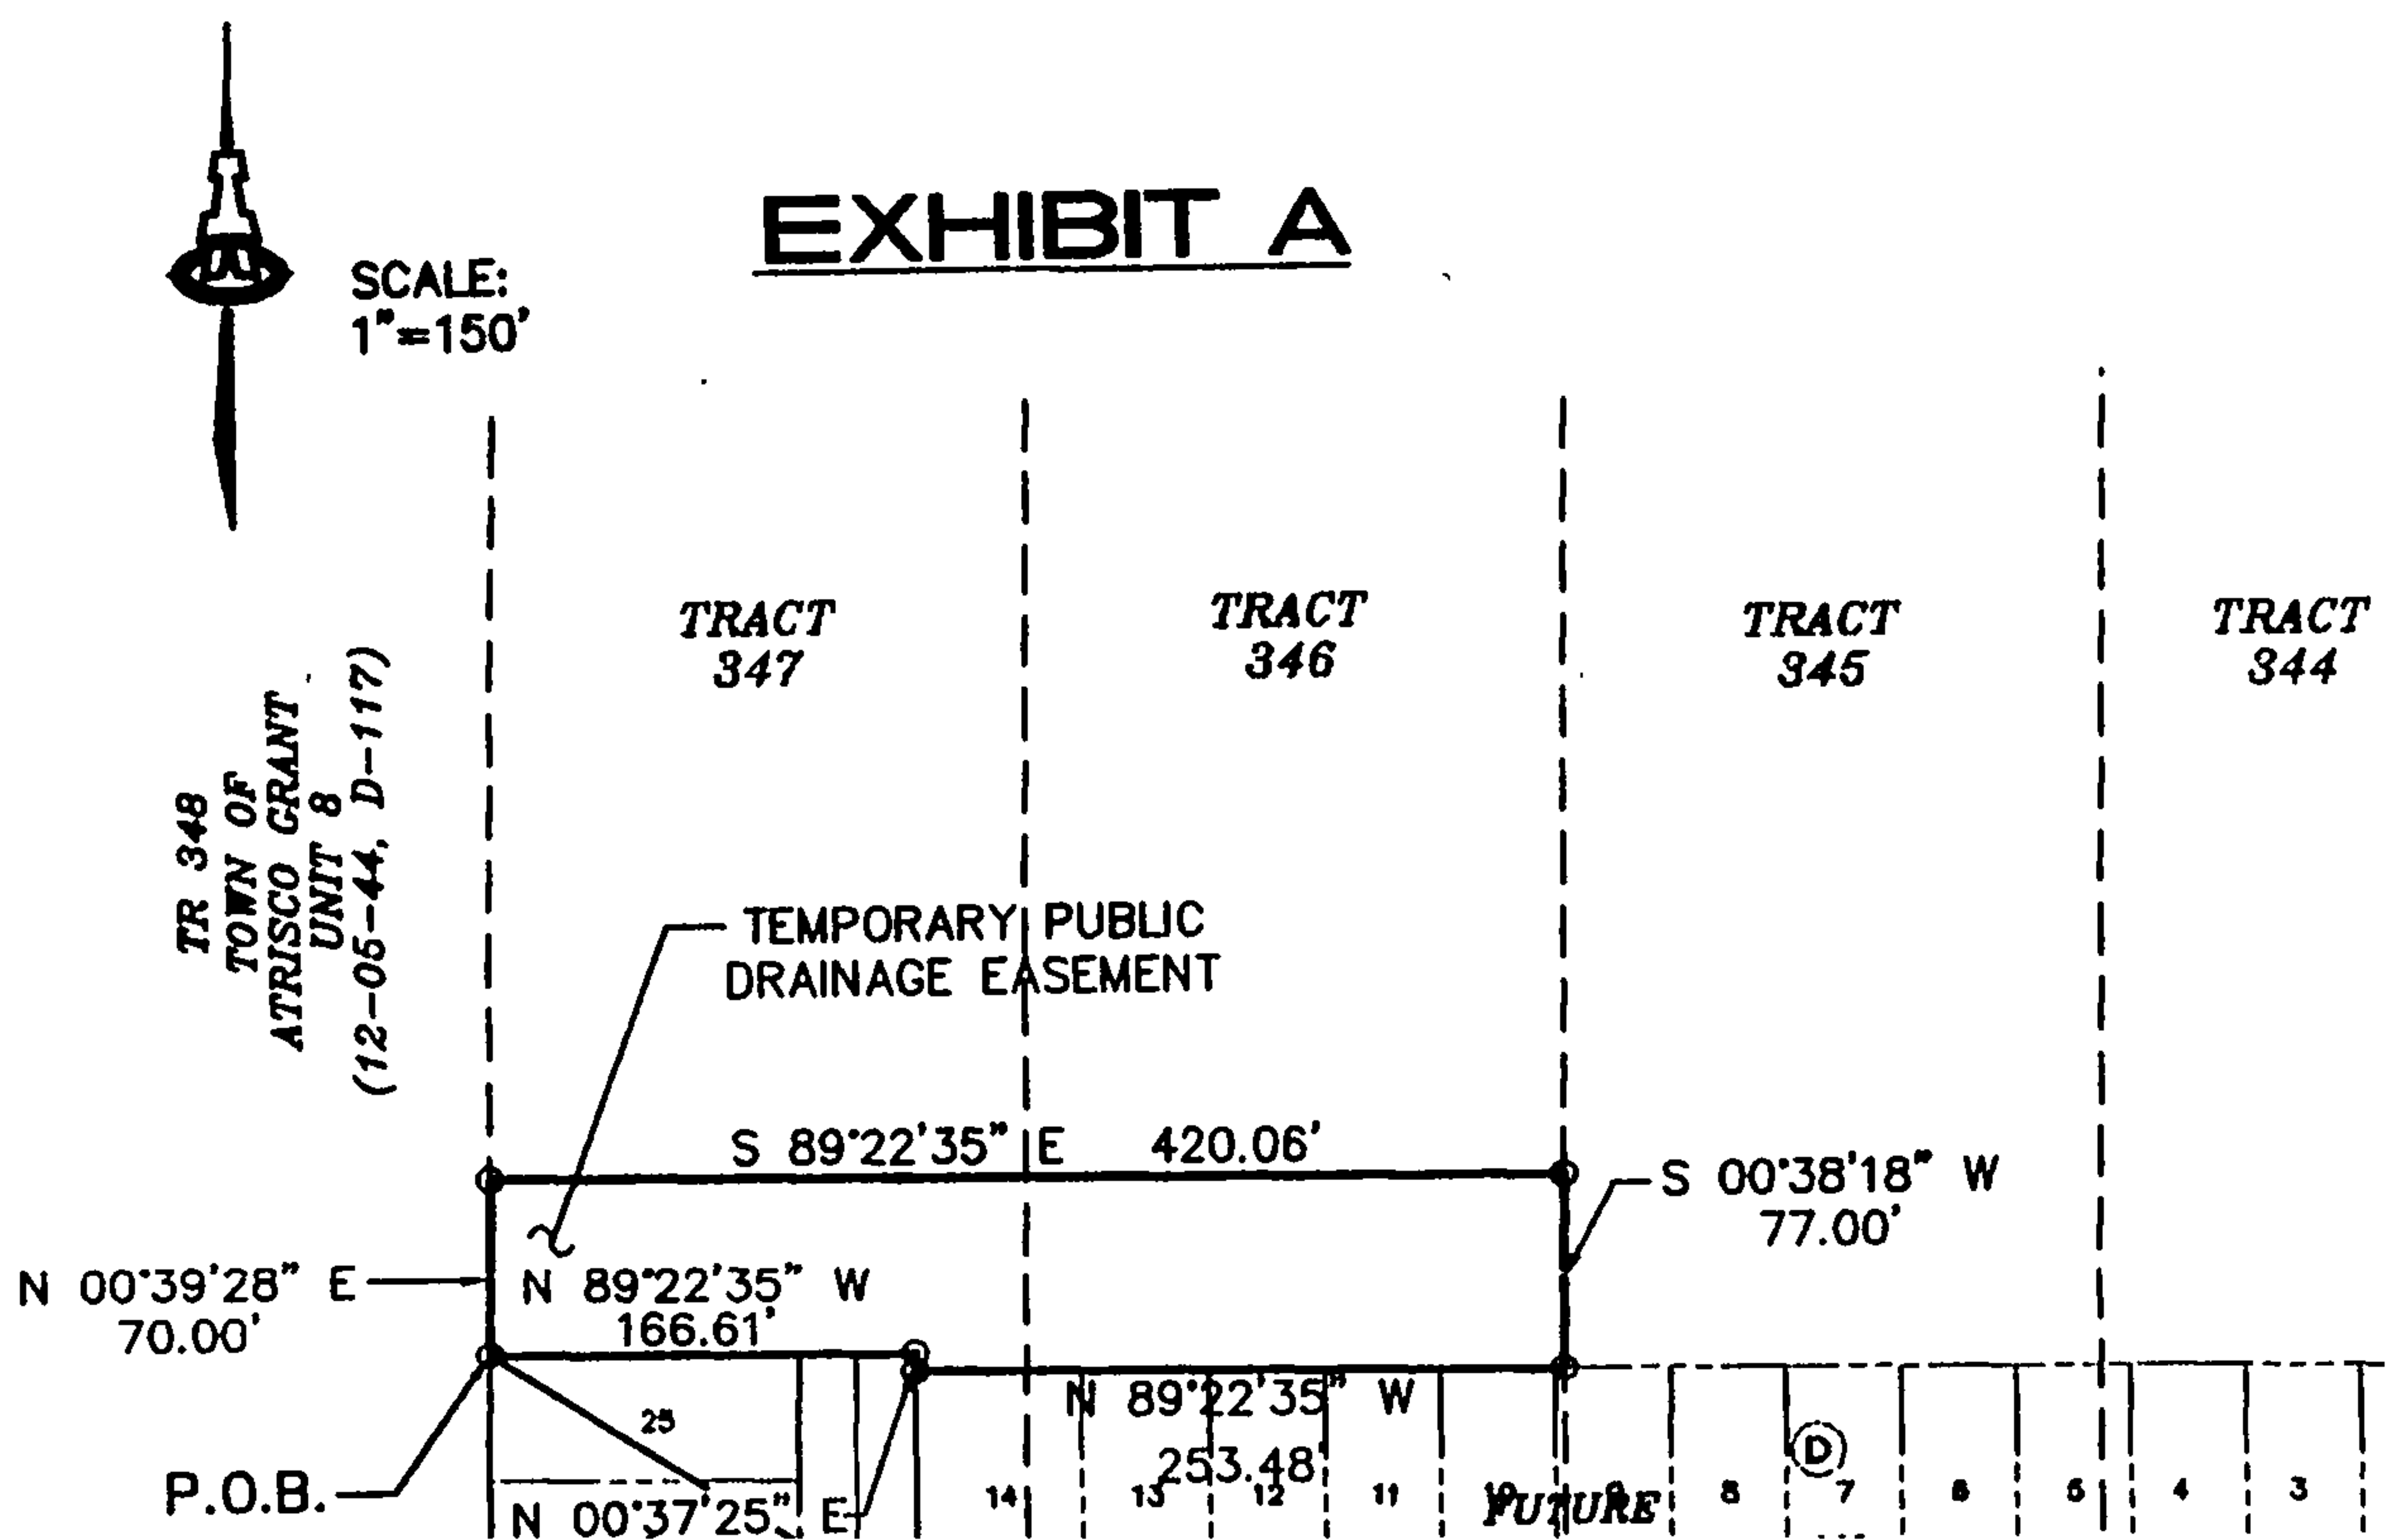 EXHIBIT A
SCALE:
1"=150'
TRACT
347
TRACT
346
TRACT
345
TRACT
344
TR 348
TOWN OF
ATRISCO GRANT
UNIT 8
(12-05-44, D-117)
TEMPORARY PUBLIC
DRAINAGE EASEMENT
S 89°22'35" E 420.06'
S 00°38'18" W
77.00'
N 00°39'28" E
70.00'
N 89°22'35" W
166.61'
N 89°22'35" W
253.48'
25
P.O.B.
N 00°37'25" E
14 13 12 11 10 9 8 7 6 5 4 3
D
FUTURE